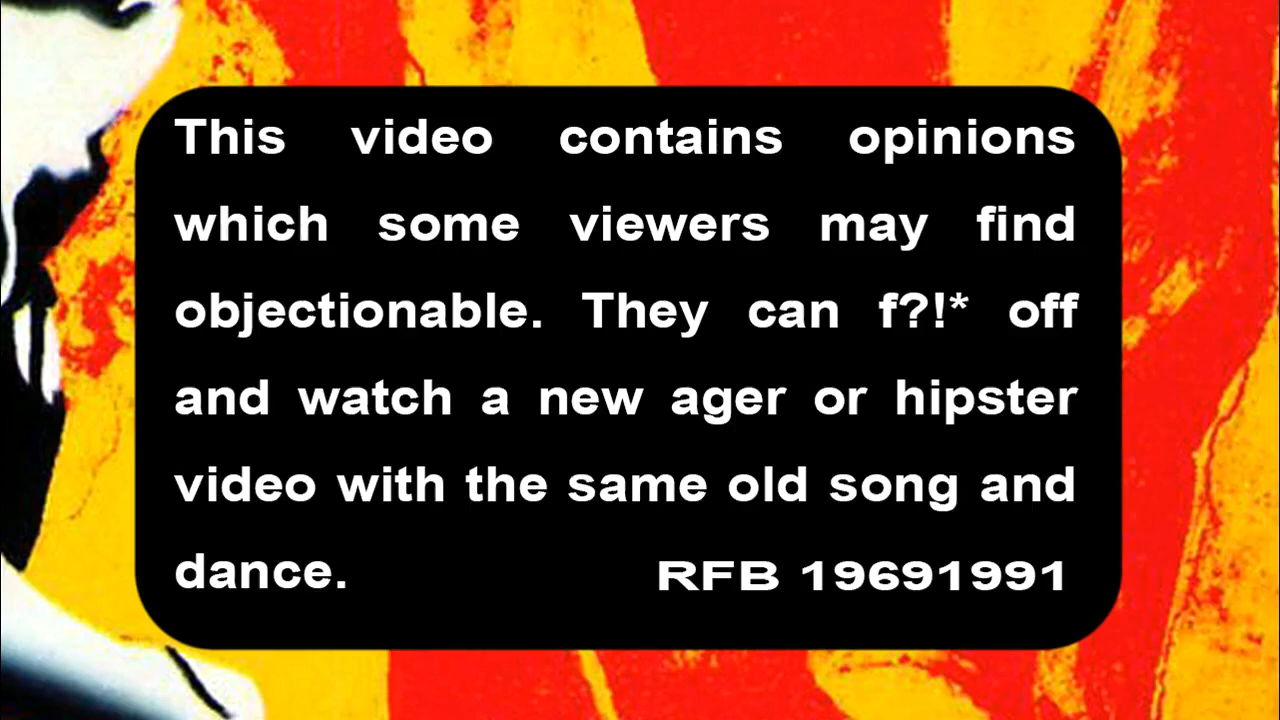 This video contains opinions
which some viewers may find
objectionable. They can f?!* off
and watch a new ager or hipster
video with the same old song and
dance. RFB 19691991